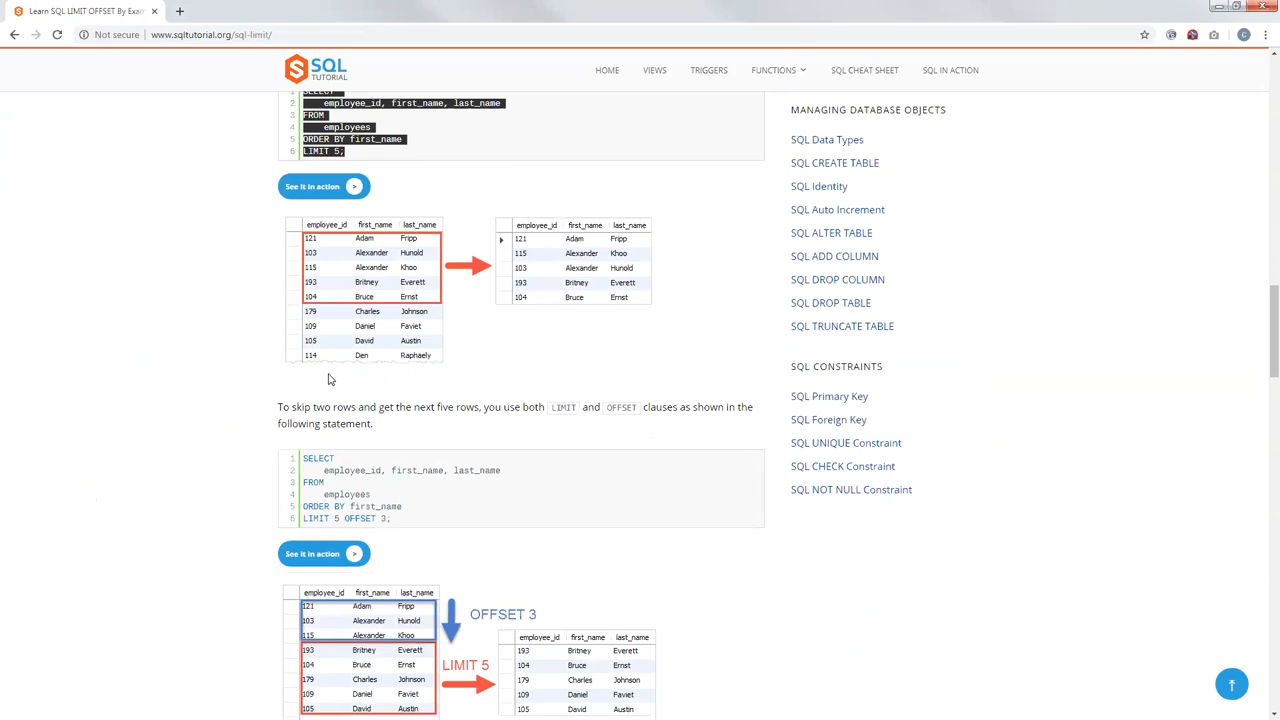 Learn SQL LIMIT OFFSET By Exam
Not secure www.sqltutorial.org/sql-limit/
C
SQL TUTORIAL
HOME VIEWS TRIGGERS FUNCTIONS SQL CHEAT SHEET SQL IN ACTION
1 SELECT
2 employee_id, first_name, last_name
3 FROM
4 employees
5 ORDER BY first_name
6 LIMIT 5;
See it in action >
employee_id first_name last_name
121 Adam Fripp
103 Alexander Hunold
115 Alexander Khoo
193 Britney Everett
104 Bruce Ernst
179 Charles Johnson
109 Daniel Faviet
105 David Austin
114 Den Raphaely
employee_id first_name last_name
121 Adam Fripp
115 Alexander Khoo
103 Alexander Hunold
193 Britney Everett
104 Bruce Ernst
To skip two rows and get the next five rows, you use both LIMIT and OFFSET clauses as shown in the
following statement.
1 SELECT
2 employee_id, first_name, last_name
3 FROM
4 employees
5 ORDER BY first_name
6 LIMIT 5 OFFSET 3;
See it in action >
employee_id first_name last_name
121 Adam Fripp
103 Alexander Hunold
115 Alexander Khoo
193 Britney Everett
104 Bruce Ernst
179 Charles Johnson
109 Daniel Faviet
105 David Austin
OFFSET 3
LIMIT 5
employee_id first_name last_name
193 Britney Everett
104 Bruce Ernst
179 Charles Johnson
109 Daniel Faviet
105 David Austin
MANAGING DATABASE OBJECTS
SQL Data Types
SQL CREATE TABLE
SQL Identity
SQL Auto Increment
SQL ALTER TABLE
SQL ADD COLUMN
SQL DROP COLUMN
SQL DROP TABLE
SQL TRUNCATE TABLE
SQL CONSTRAINTS
SQL Primary Key
SQL Foreign Key
SQL UNIQUE Constraint
SQL CHECK Constraint
SQL NOT NULL Constraint